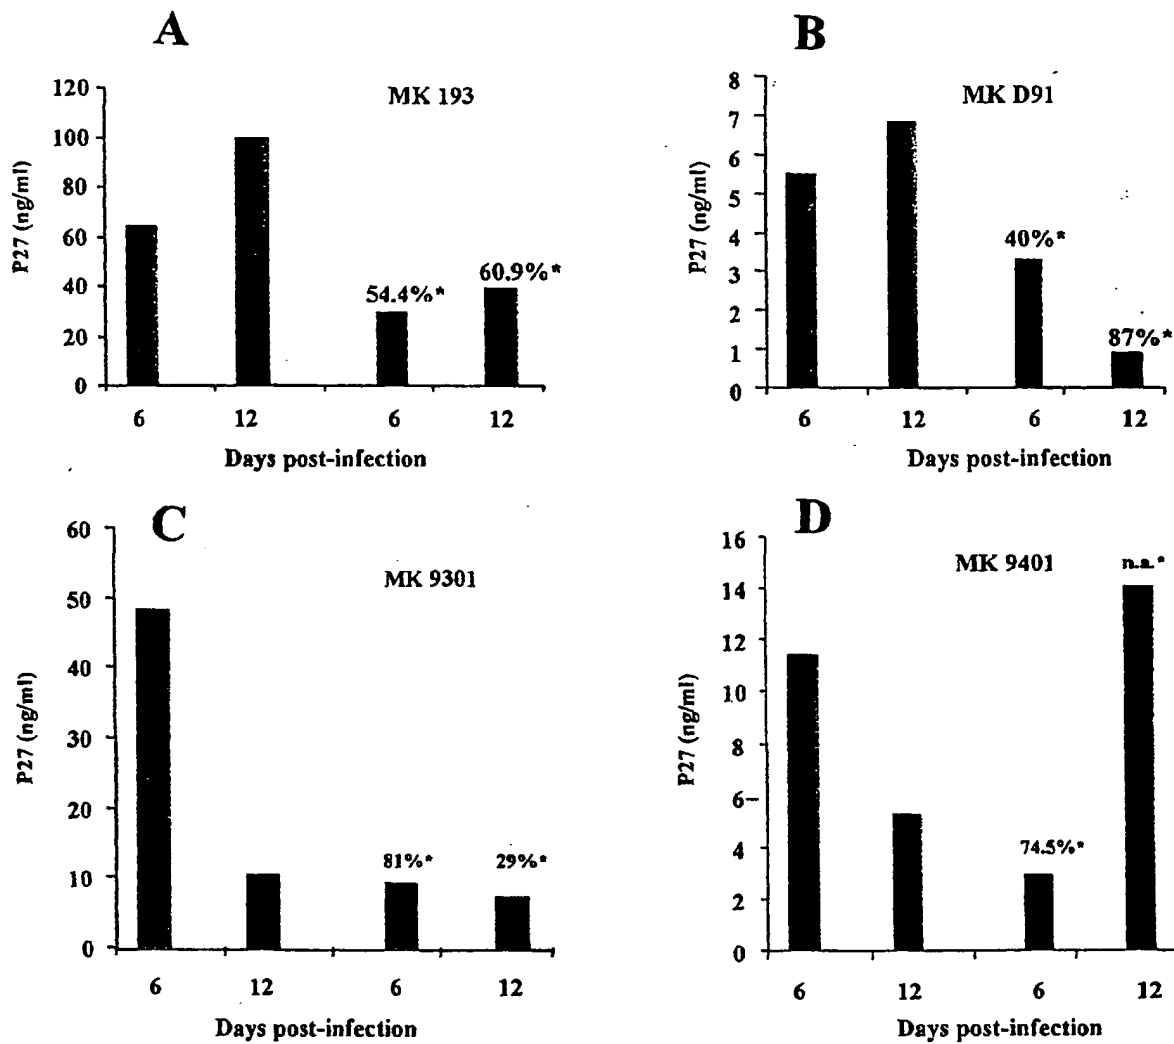 A
MK 193
P27 (ng/ml)
120
100
80
60
40
20
0
54.4%*
60.9%*
6 12 6 12
Days post-infection
B
MK D91
P27 (ng/ml)
8
7
6
5
4
3
2
1
0
40%*
87%*
6 12 6 12
Days post-infection
C
MK 9301
P27 (ng/ml)
60
50
40
30
20
10
0
81%*
29%*
6 12 6 12
Days post-infection
D
MK 9401
P27 (ng/ml)
16
14
12
10
8
6
4
2
0
74.5%*
n.a.*
6 12 6 12
Days post-infection